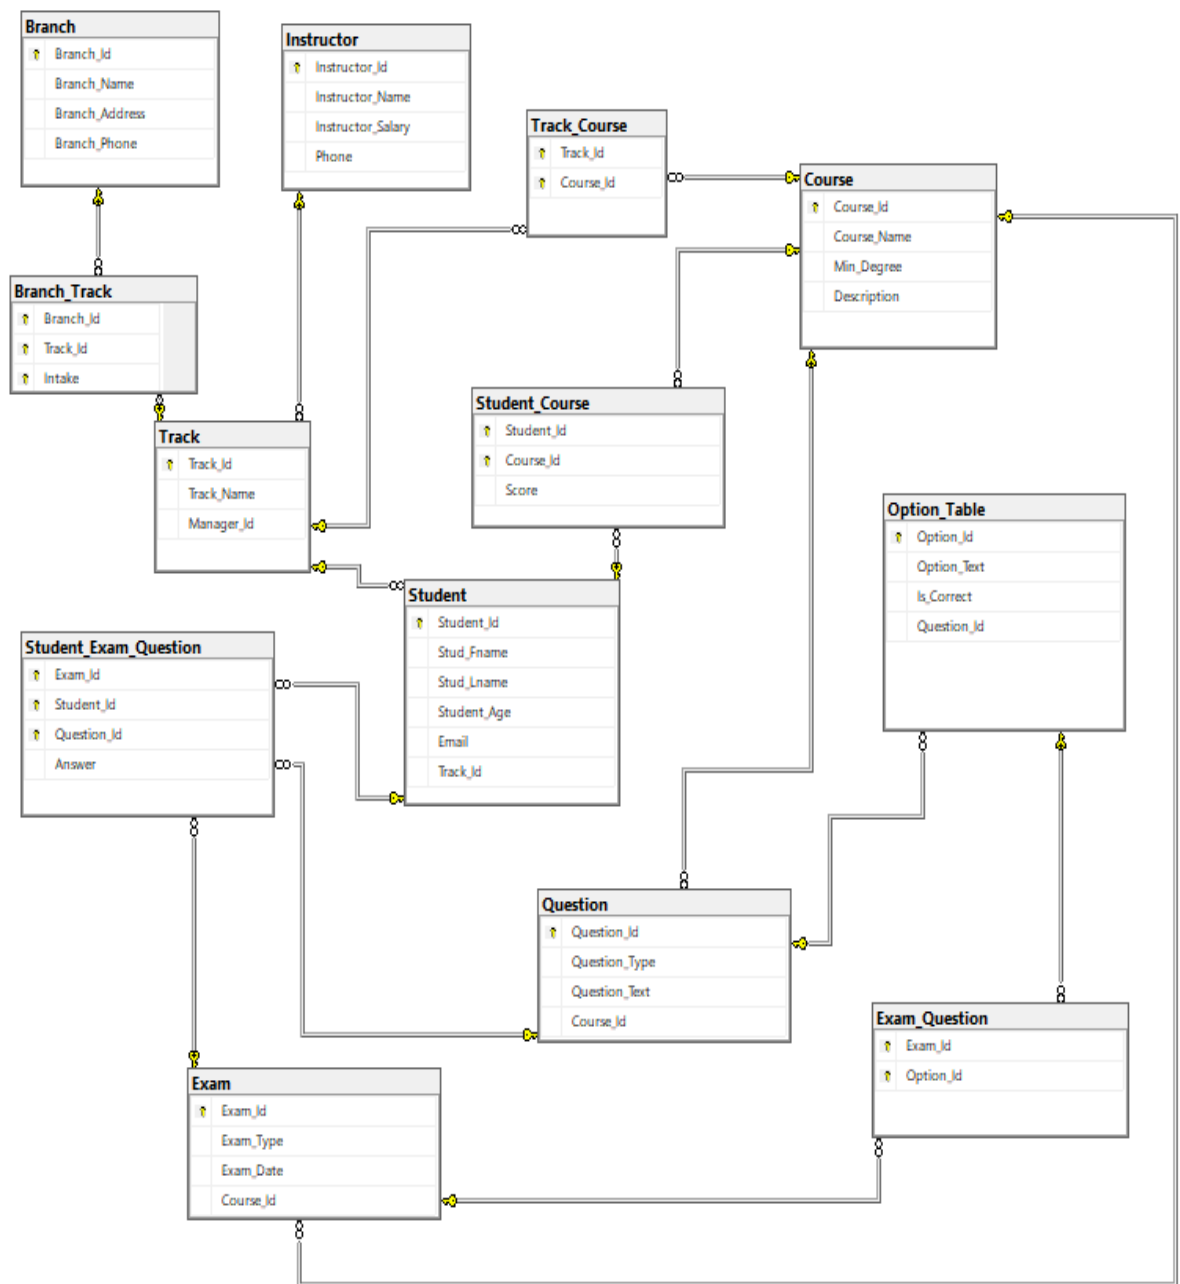 Branch
Branch_Id
Branch_Name
Branch_Address
Branch_Phone
Instructor
Instructor_Id
Instructor_Name
Instructor_Salary
Phone
Track_Course
Track_Id
Course_Id
Course
Course_Id
Course_Name
Min_Degree
Description
Branch_Track
Branch_Id
Track_Id
Intake
Track
Track_Id
Track_Name
Manager_Id
Student_Course
Student_Id
Course_Id
Score
Option_Table
Option_Id
Option_Text
Is_Correct
Question_Id
Student
Student_Id
Stud_Fname
Stud_Lname
Student_Age
Email
Track_Id
Student_Exam_Question
Exam_Id
Student_Id
Question_Id
Answer
Question
Question_Id
Question_Type
Question_Text
Course_Id
Exam_Question
Exam_Id
Option_Id
Exam
Exam_Id
Exam_Type
Exam_Date
Course_Id